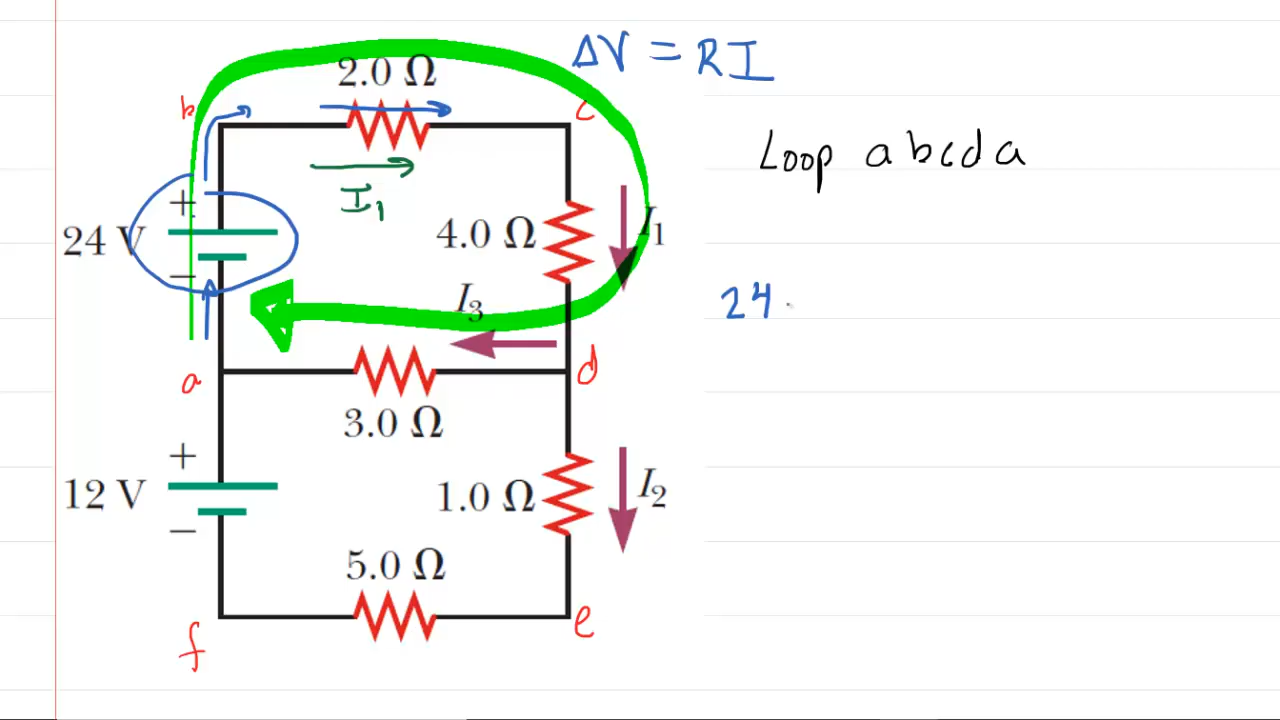 ΔV = RI
2.0 Ω
b
c
Loop abcda
I₁
+
24 V
−
4.0 Ω
I₁
24
I₃
a
d
3.0 Ω
+
12 V
−
1.0 Ω
I₂
5.0 Ω
f
e